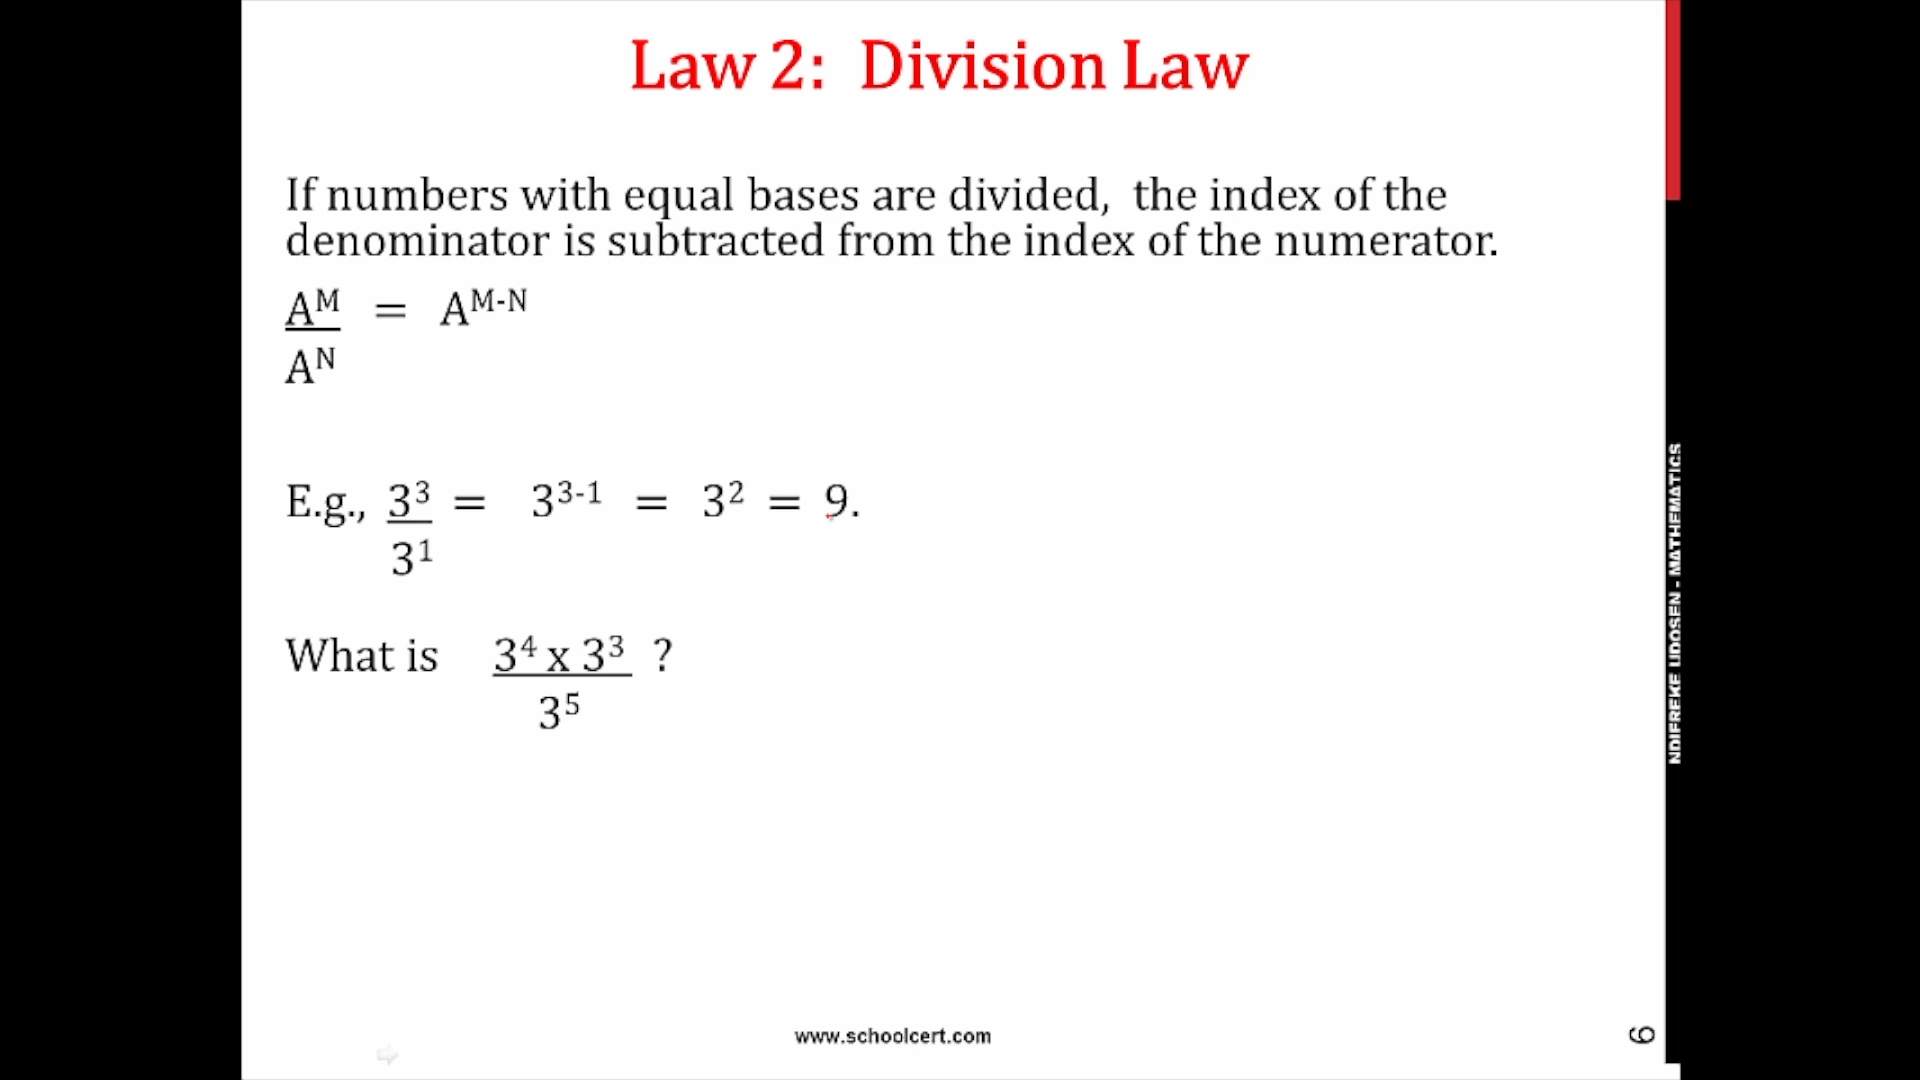 Law 2: Division Law
If numbers with equal bases are divided, the index of the
denominator is subtracted from the index of the numerator.
Aᴹ = Aᴹ⁻ᴺ
Aᴺ
E.g., 3³ = 3³⁻¹ = 3² = 9.
3¹
What is 3⁴ x 3³ ?
3⁵
NDIFREKE UDOSEN - MATHEMATICS
www.schoolcert.com
6